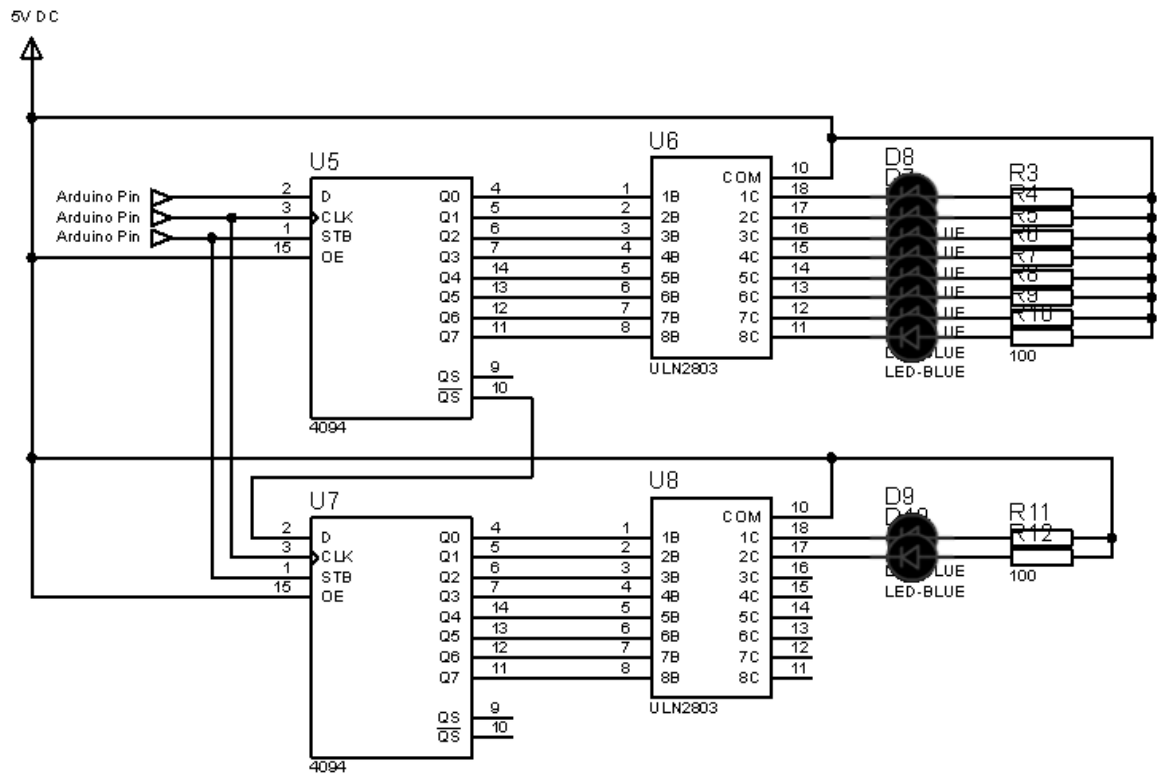 5V DC
Arduino Pin
Arduino Pin
Arduino Pin
U5
2 D
3 CLK
1 STB
15 OE
Q0 4
Q1 5
Q2 6
Q3 7
Q4 14
Q5 13
Q6 12
Q7 11
QS 9
QS 10
4094
U6
COM 10
1 1B 1C 18
2 2B 2C 17
3 3B 3C 16
4 4B 4C 15
5 5B 5C 14
6 6B 6C 13
7 7B 7C 12
8 8B 8C 11
ULN2803
D8
LED-BLUE
R3
R4
R5
R6
R7
R8
R9
R10
100
U7
2 D
3 CLK
1 STB
15 OE
Q0 4
Q1 5
Q2 6
Q3 7
Q4 14
Q5 13
Q6 12
Q7 11
QS 9
QS 10
4094
U8
COM 10
1 1B 1C 18
2 2B 2C 17
3 3B 3C 16
4 4B 4C 15
5 5B 5C 14
6 6B 6C 13
7 7B 7C 12
8 8B 8C 11
ULN2803
D9
D10
LED-BLUE
R11
R12
100